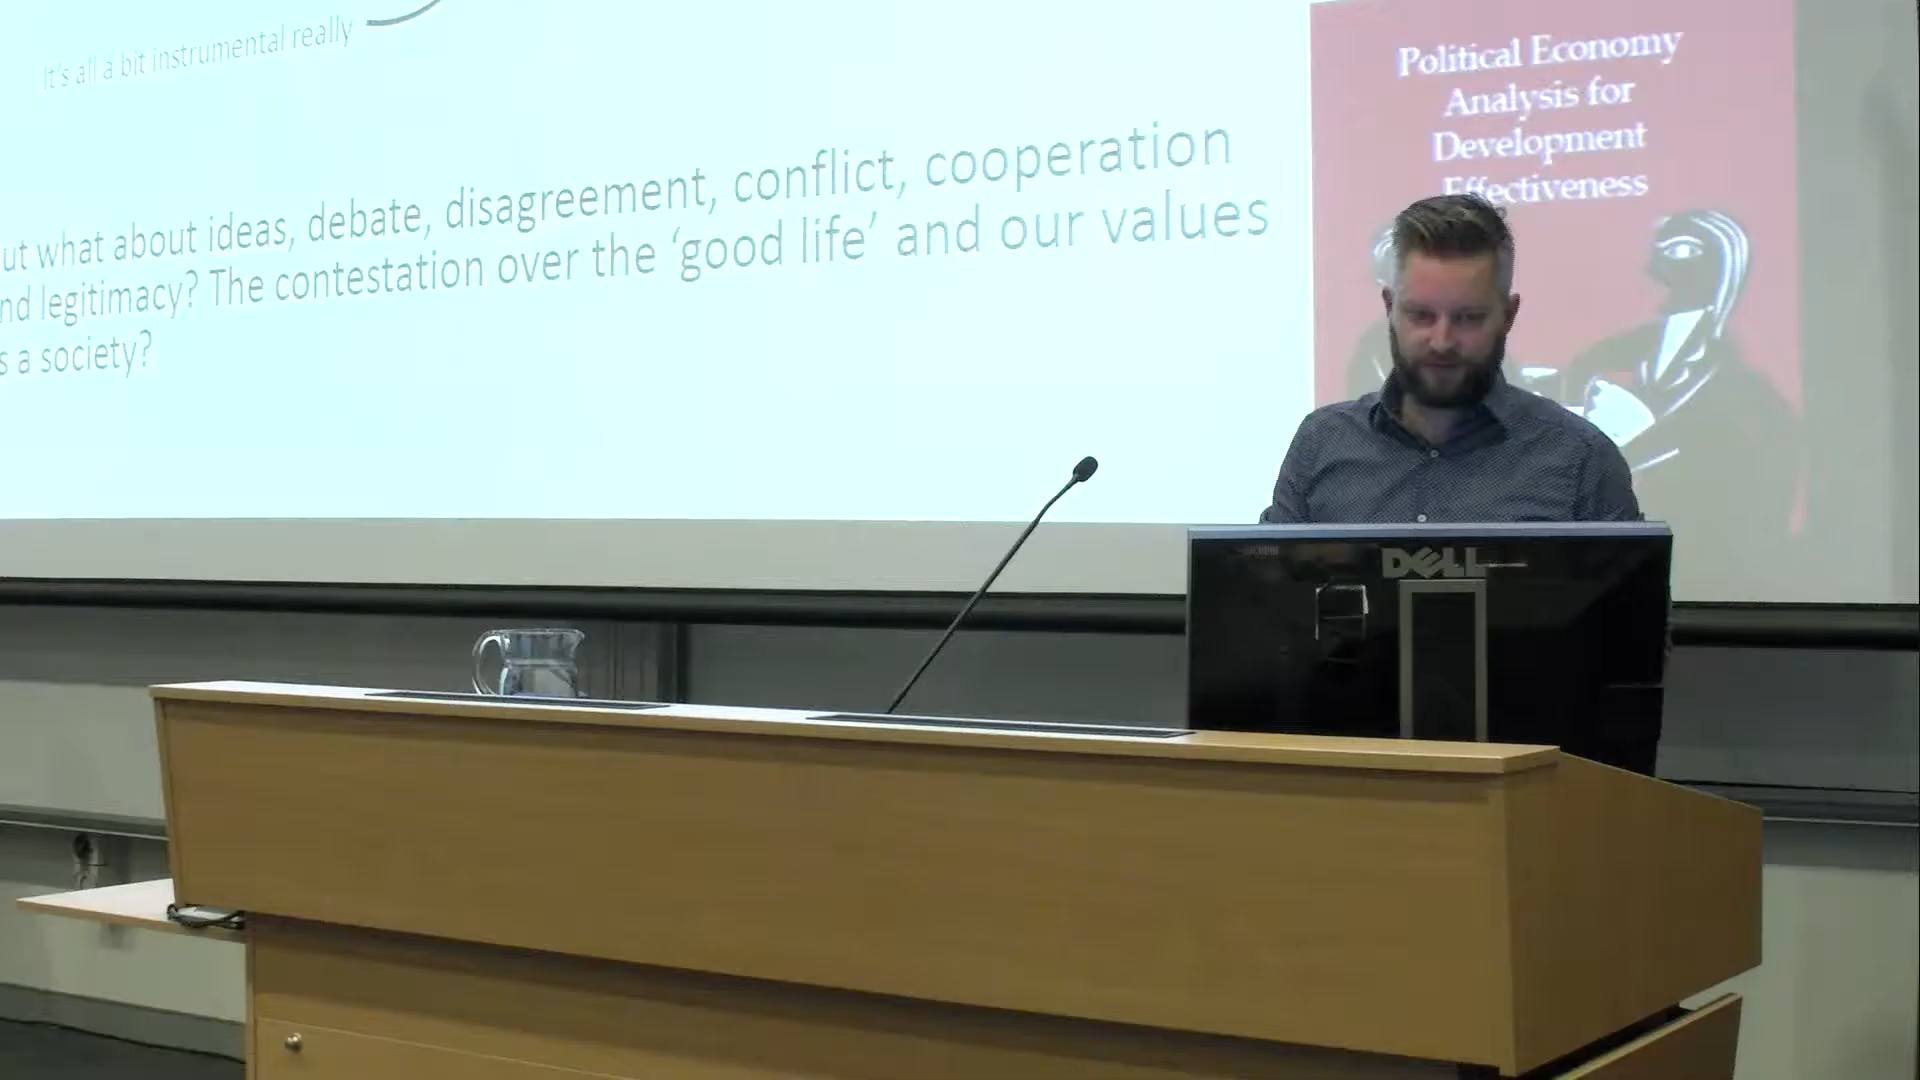 It's all a bit instrumental really
ut what about ideas, debate, disagreement, conflict, cooperation
nd legitimacy? The contestation over the 'good life' and our values
s a society?
Political Economy
Analysis for
Development
Effectiveness
DELL